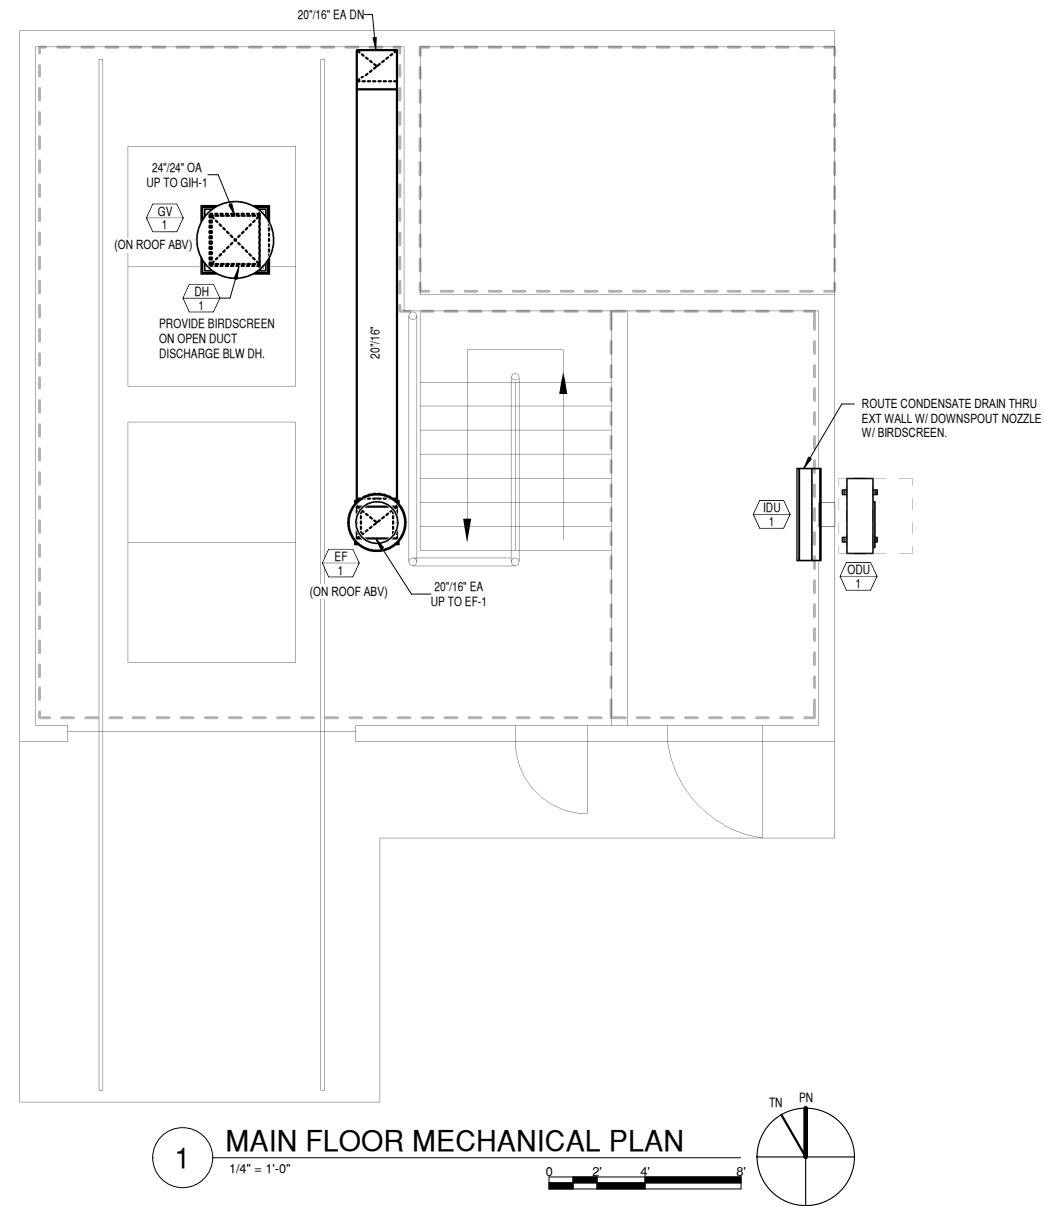 20"/16" EA DN
24"/24" OA
UP TO GIH-1
GV
1
(ON ROOF ABV)
DH
1
PROVIDE BIRDSCREEN
ON OPEN DUCT
DISCHARGE BLW DH.
20"/16"
ROUTE CONDENSATE DRAIN THRU
EXT WALL W/ DOWNSPOUT NOZZLE
W/ BIRDSCREEN.
IDU
1
ODU
1
EF
1
(ON ROOF ABV)
20"/16" EA
UP TO EF-1
TN PN
1
MAIN FLOOR MECHANICAL PLAN
1/4" = 1'-0"
0 2' 4' 8'